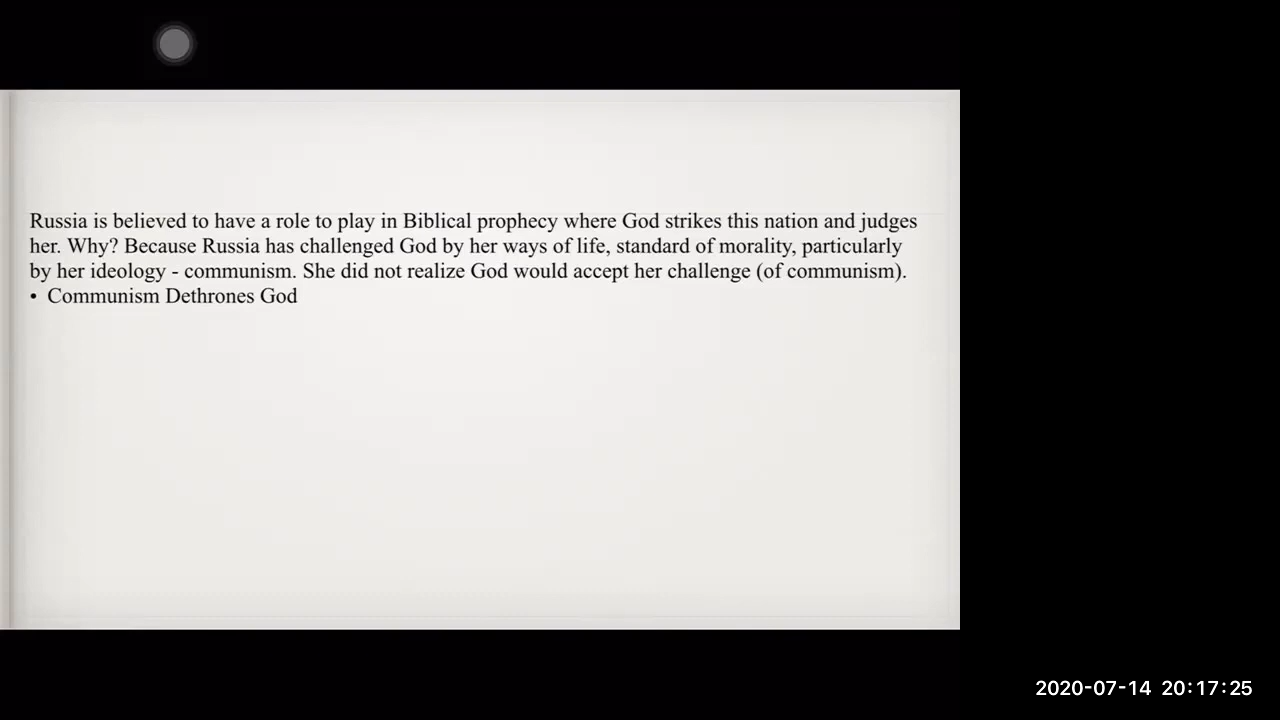 Russia is believed to have a role to play in Biblical prophecy where God strikes this nation and judges
her. Why? Because Russia has challenged God by her ways of life, standard of morality, particularly
by her ideology - communism. She did not realize God would accept her challenge (of communism).
• Communism Dethrones God
2020-07-14 20:17:25